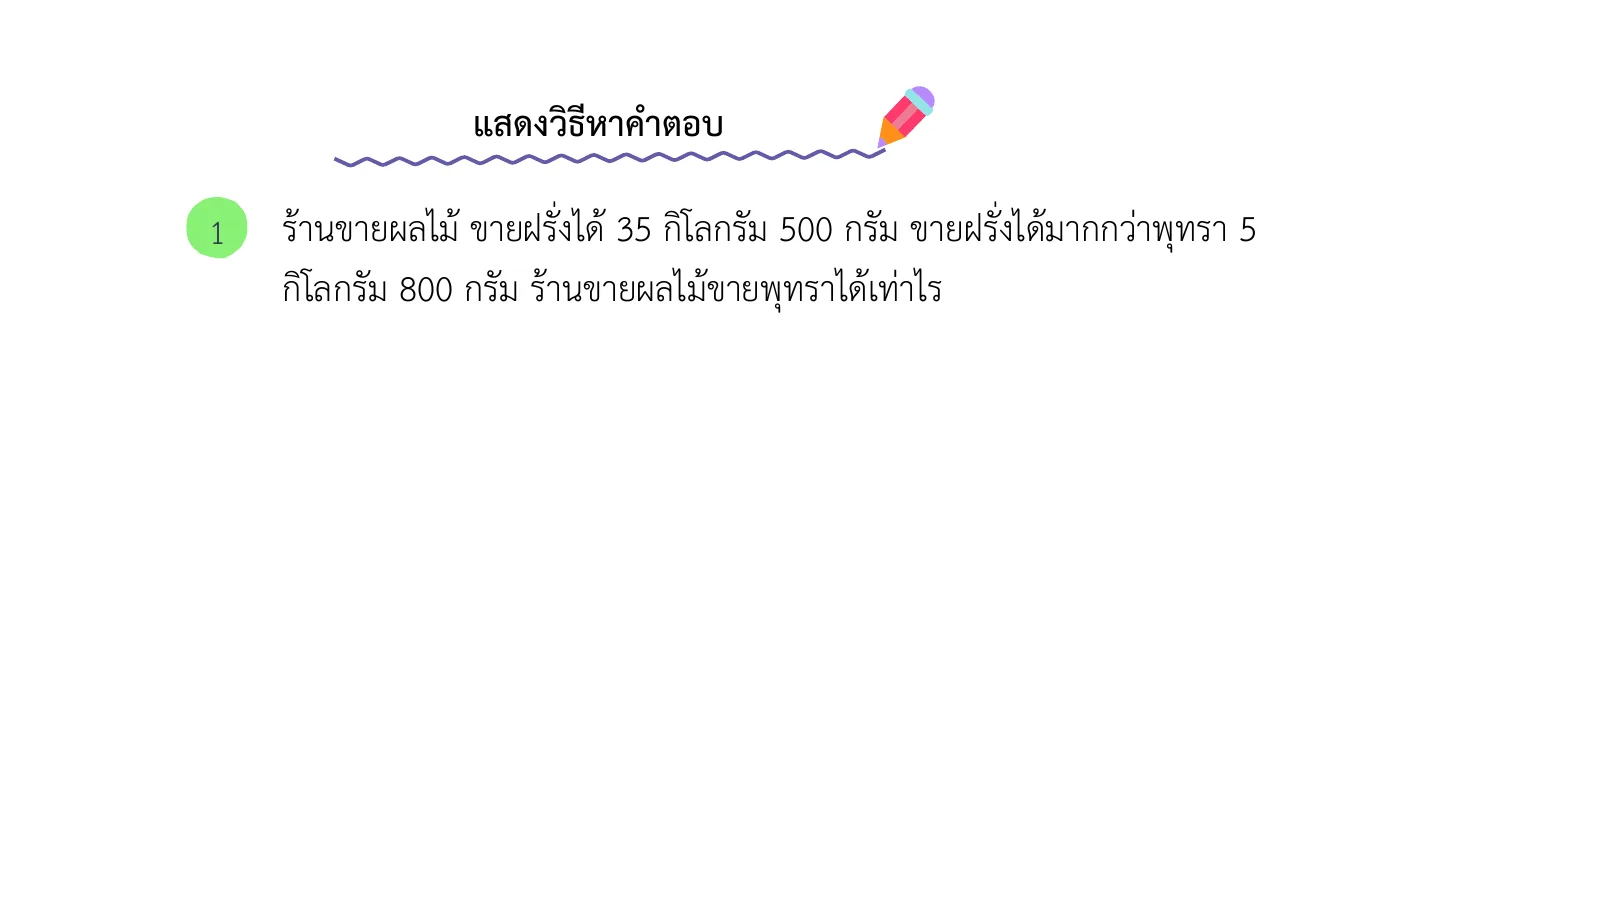 แสดงวิธีหาคำตอบ
1 ร้านขายผลไม้ ขายฝรั่งได้ 35 กิโลกรัม 500 กรัม ขายฝรั่งได้มากกว่าพุทรา 5
กิโลกรัม 800 กรัม ร้านขายผลไม้ขายพุทราได้เท่าไร